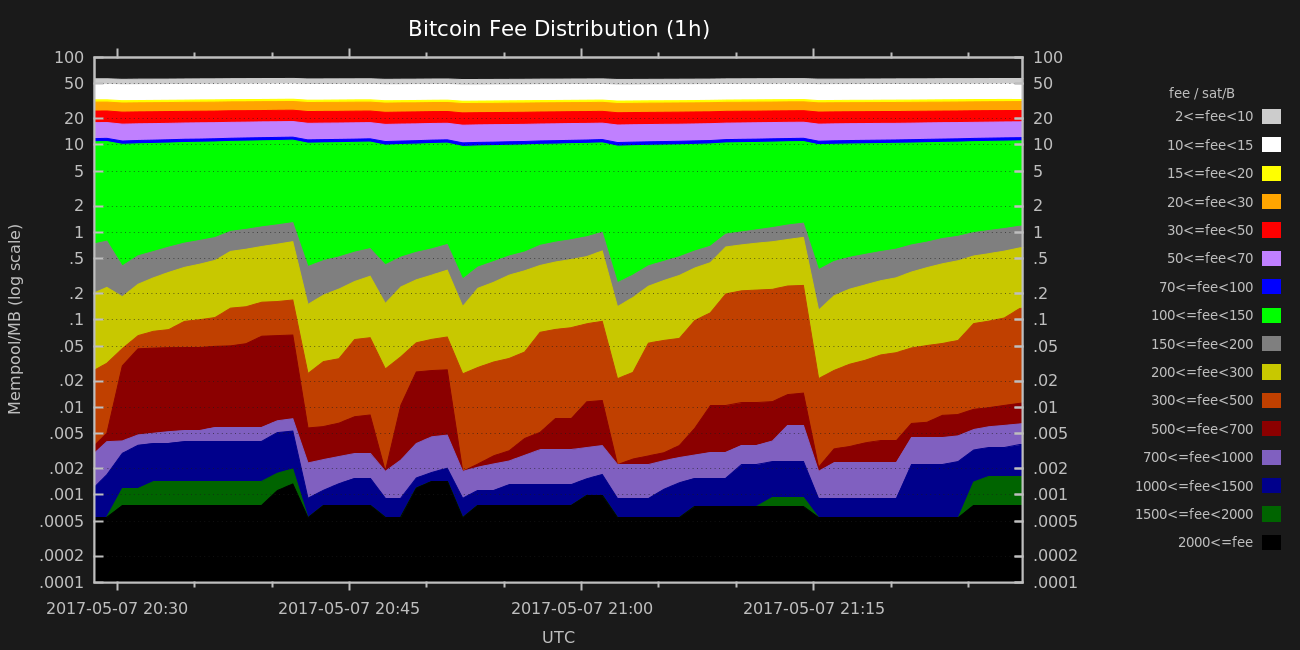 Bitcoin Fee Distribution (1h)
100
50
20
10
5
2
1
.5
.2
.1
.05
.02
.01
.005
.002
.001
.0005
.0002
.0001
Mempool/MB (log scale)
100
50
20
10
5
2
1
.5
.2
.1
.05
.02
.01
.005
.002
.001
.0005
.0002
.0001
2017-05-07 20:30 2017-05-07 20:45 2017-05-07 21:00 2017-05-07 21:15
UTC
fee / sat/B
2<=fee<10
10<=fee<15
15<=fee<20
20<=fee<30
30<=fee<50
50<=fee<70
70<=fee<100
100<=fee<150
150<=fee<200
200<=fee<300
300<=fee<500
500<=fee<700
700<=fee<1000
1000<=fee<1500
1500<=fee<2000
2000<=fee